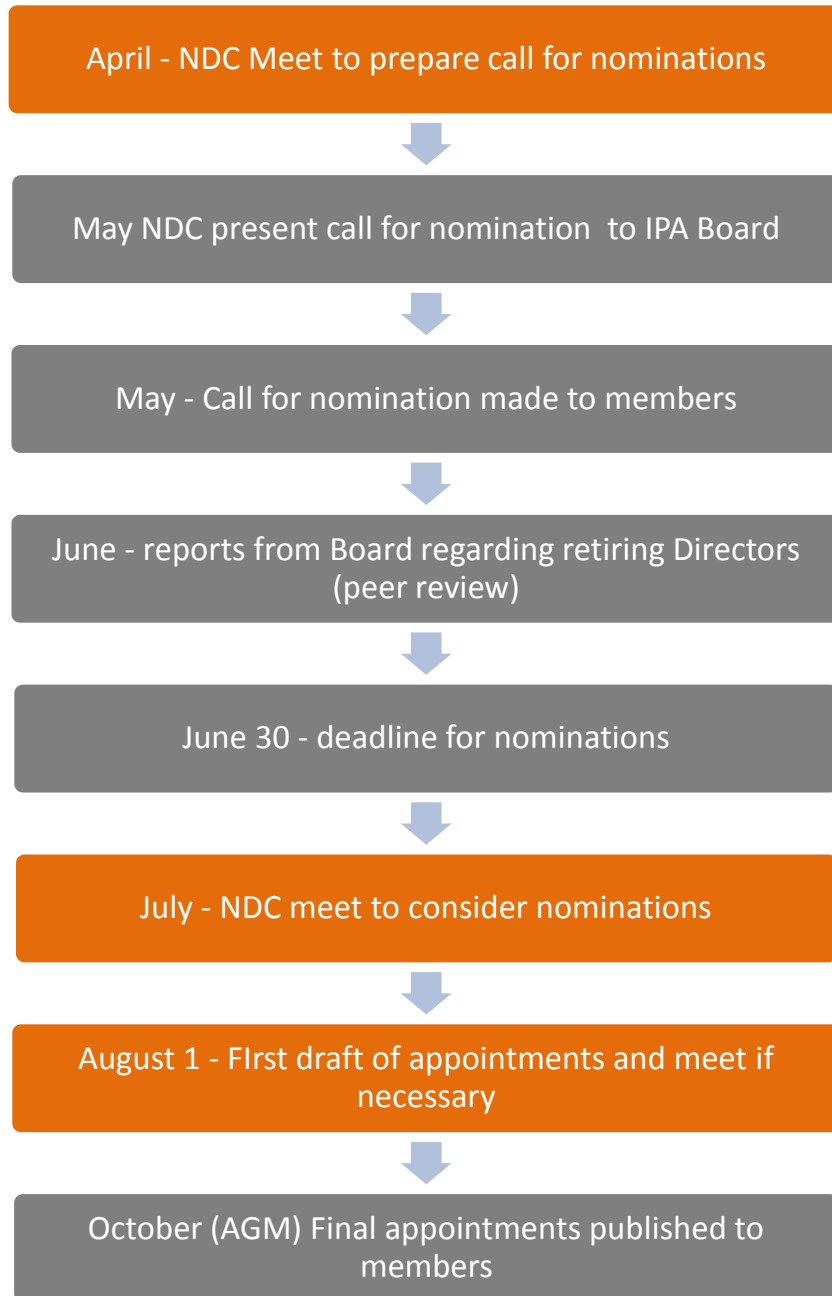 April - NDC Meet to prepare call for nominations
May NDC present call for nomination  to IPA Board
May - Call for nomination made to members
June - reports from Board regarding retiring Directors
(peer review)
June 30 - deadline for nominations
July - NDC meet to consider nominations
August 1 - FIrst draft of appointments and meet if
necessary
October (AGM) Final appointments published to
members